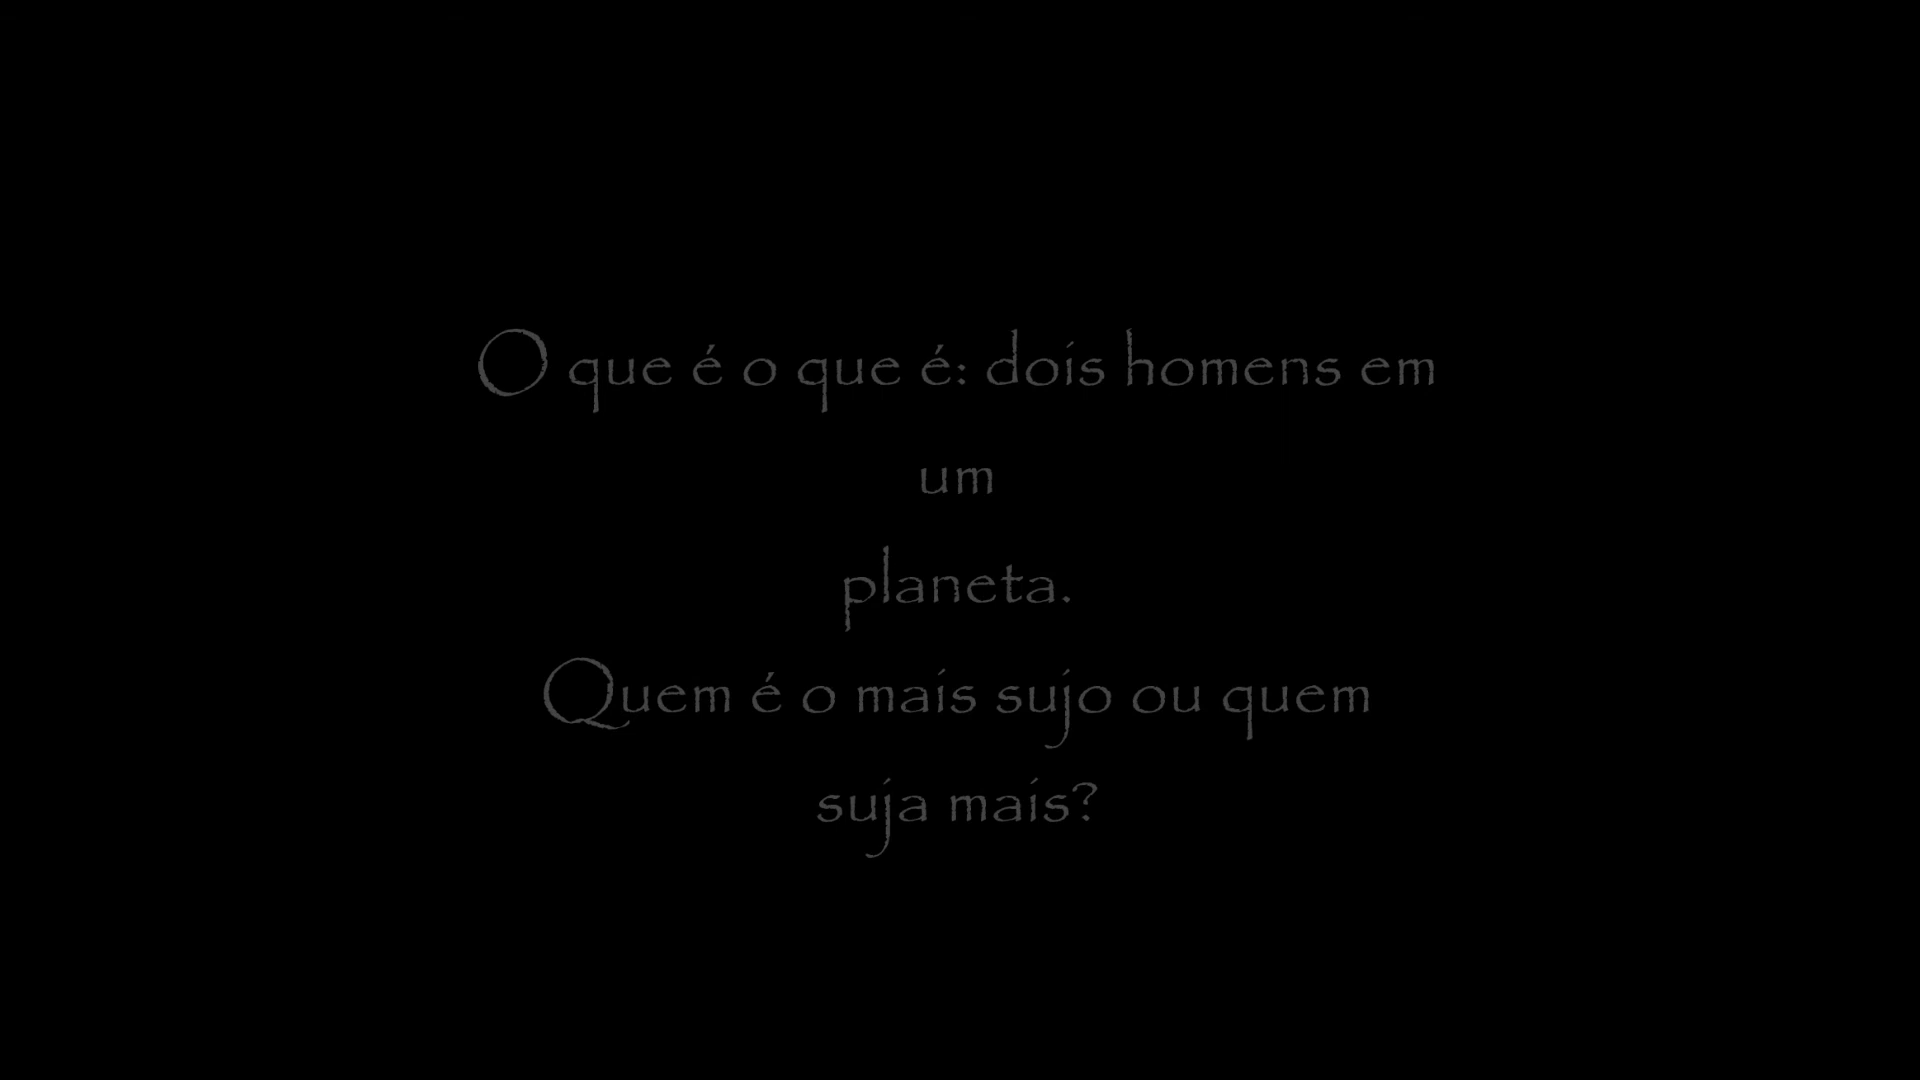 O que é o que é: dois homens em
um
planeta.
Quem é o mais sujo ou quem
suja mais?